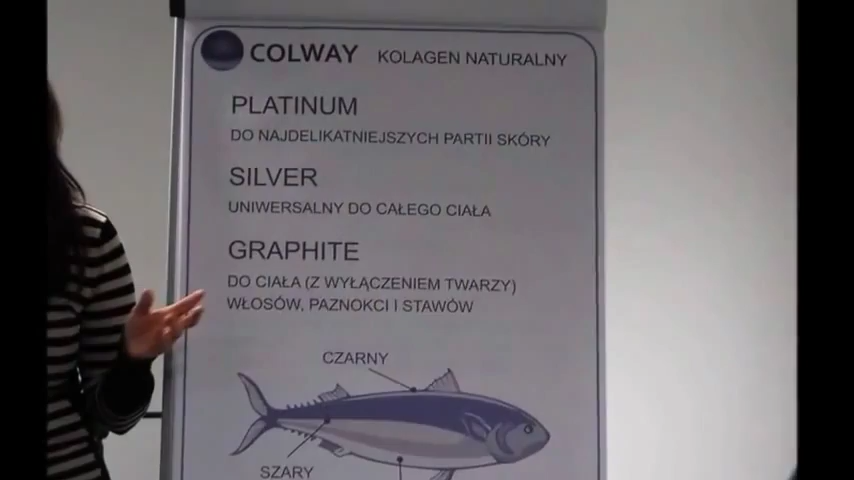 COLWAY KOLAGEN NATURALNY
PLATINUM
DO NAJDELIKATNIEJSZYCH PARTII SKÓRY
SILVER
UNIWERSALNY DO CAŁEGO CIAŁA
GRAPHITE
DO CIAŁA (Z WYŁĄCZENIEM TWARZY)
WŁOSÓW, PAZNOKCI I STAWÓW
CZARNY
SZARY